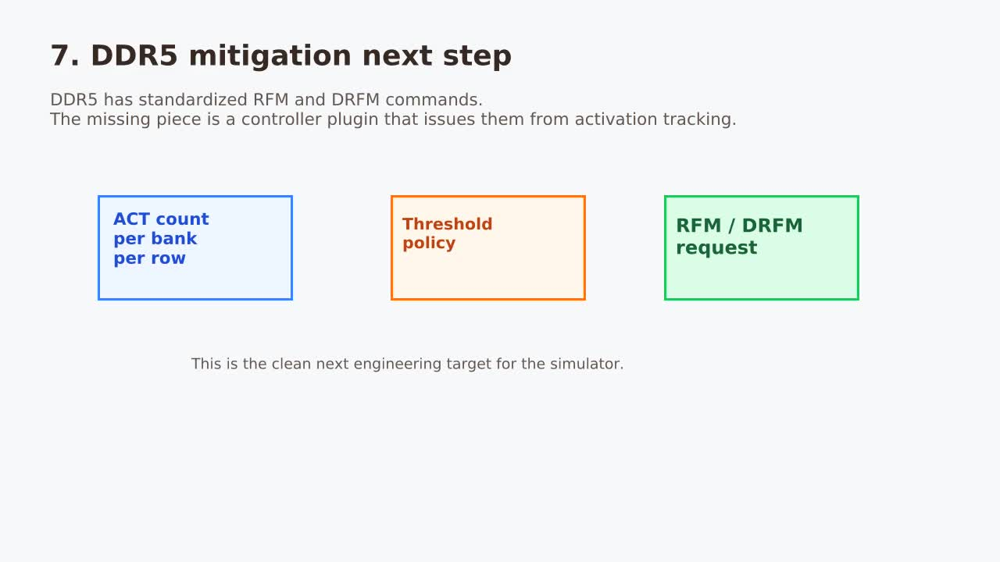 7. DDR5 mitigation next step
DDR5 has standardized RFM and DRFM commands.
The missing piece is a controller plugin that issues them from activation tracking.
ACT count
per bank
per row
Threshold
policy
RFM / DRFM
request
This is the clean next engineering target for the simulator.